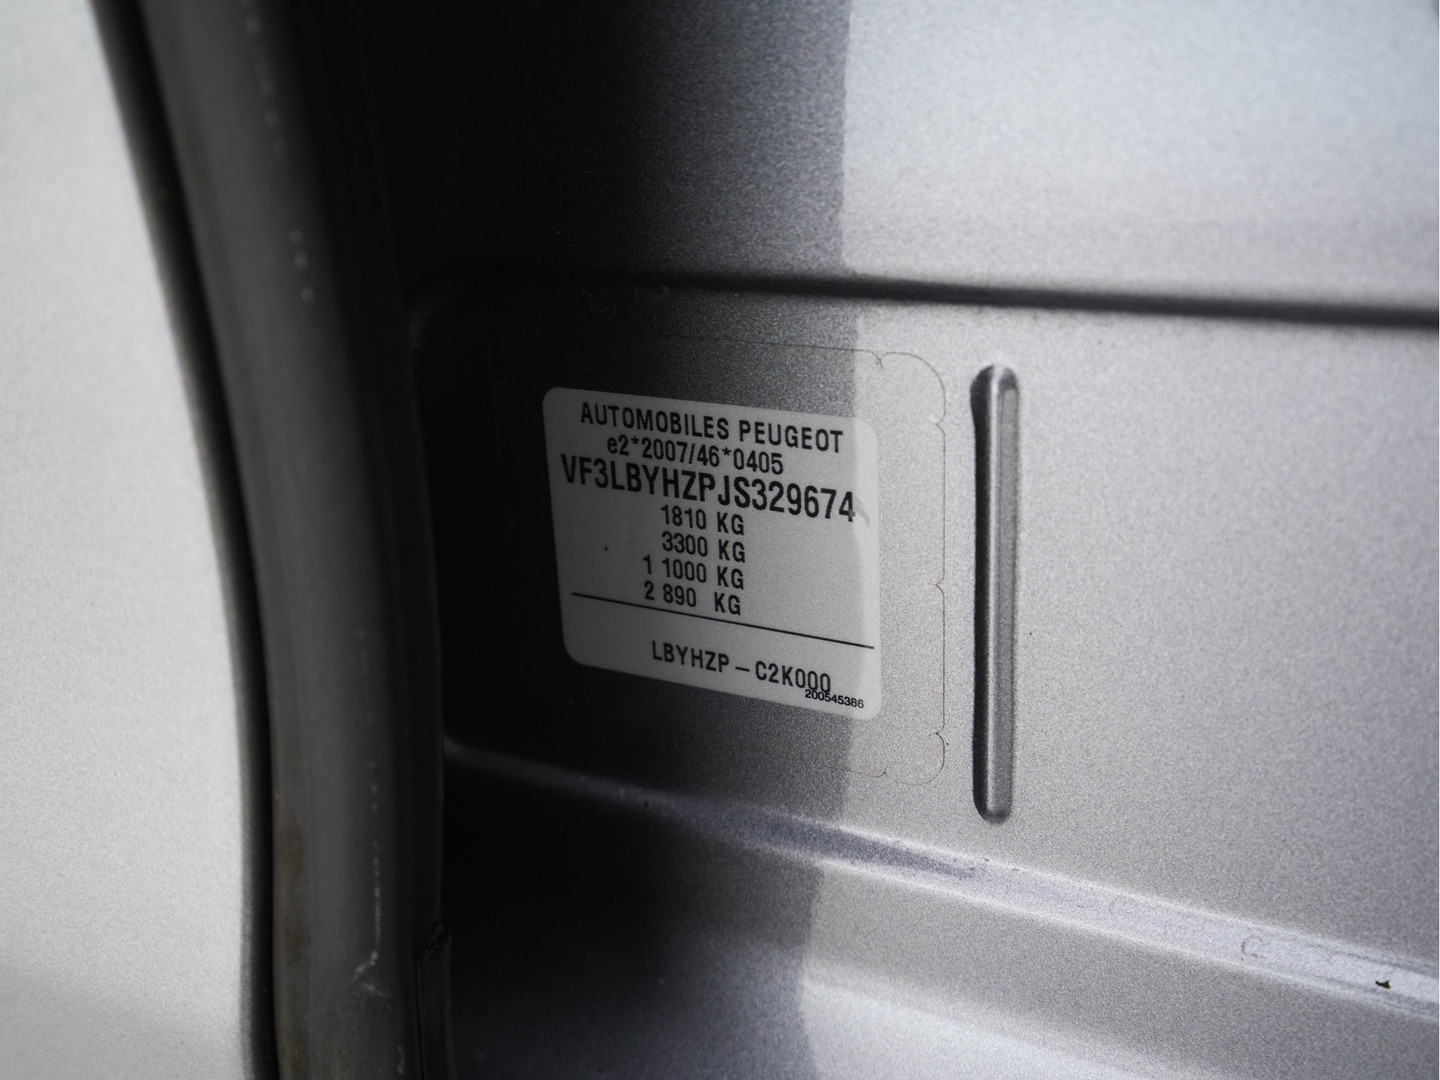 AUTOMOBILES PEUGEOT
e2*2007/46*0405
VF3LBYHZPJS329674
1810 KG
3300 KG
1 1000 KG
2 890 KG
LBYHZP – C2K000
200545386